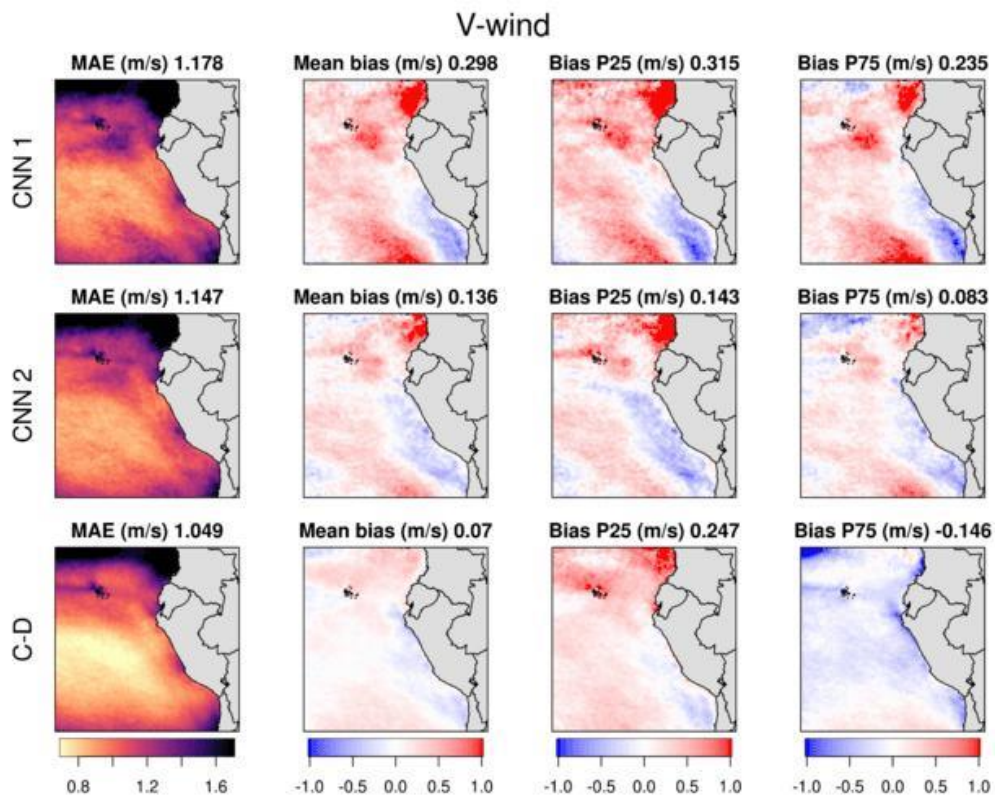 V-wind
MAE (m/s) 1.178
Mean bias (m/s) 0.298
Bias P25 (m/s) 0.315
Bias P75 (m/s) 0.235
CNN 1
MAE (m/s) 1.147
Mean bias (m/s) 0.136
Bias P25 (m/s) 0.143
Bias P75 (m/s) 0.083
CNN 2
MAE (m/s) 1.049
Mean bias (m/s) 0.07
Bias P25 (m/s) 0.247
Bias P75 (m/s) -0.146
C-D
0.8 1.2 1.6
-1.0 -0.5 0.0 0.5 1.0
-1.0 -0.5 0.0 0.5 1.0
-1.0 -0.5 0.0 0.5 1.0